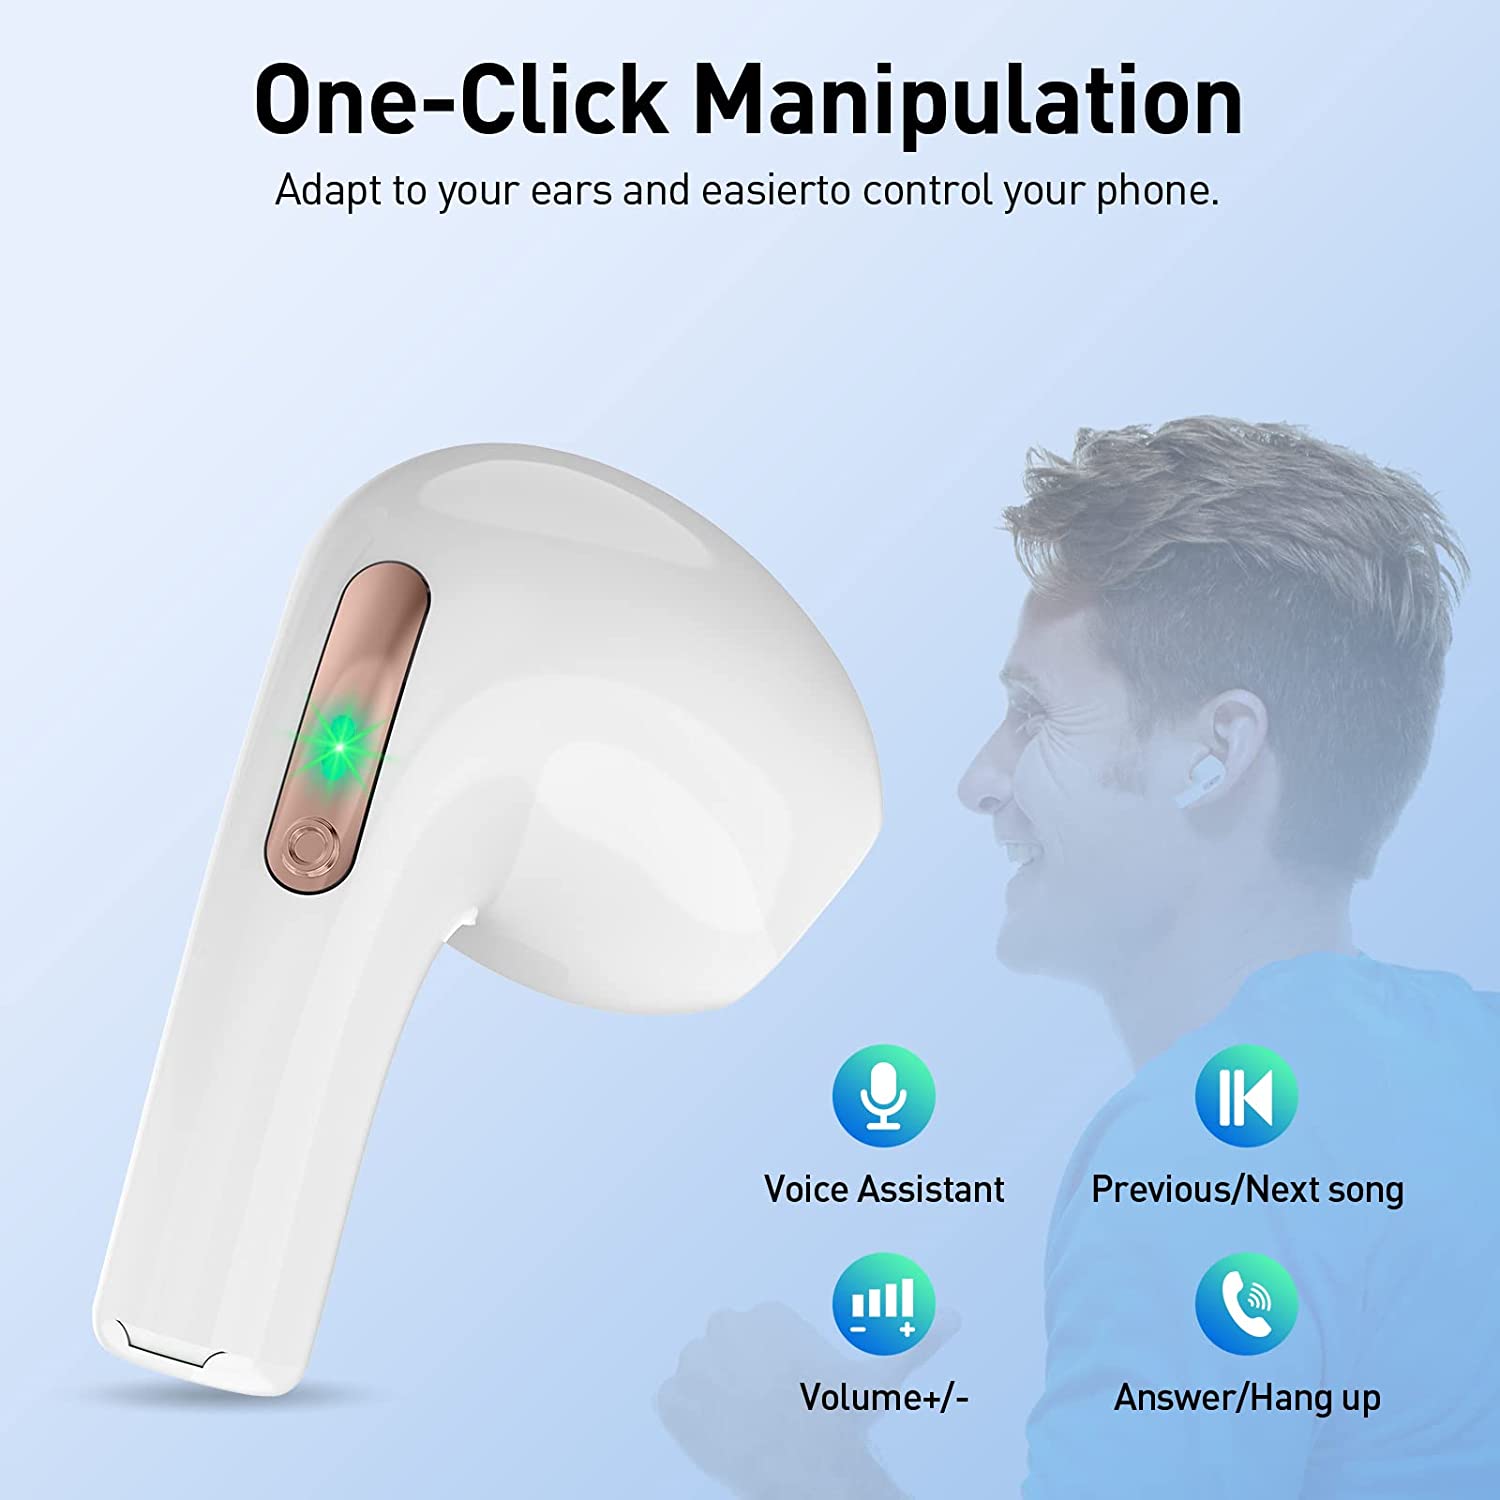 One-Click Manipulation
Adapt to your ears and easierto control your phone.
Voice Assistant
Previous/Next song
Volume+/-
Answer/Hang up